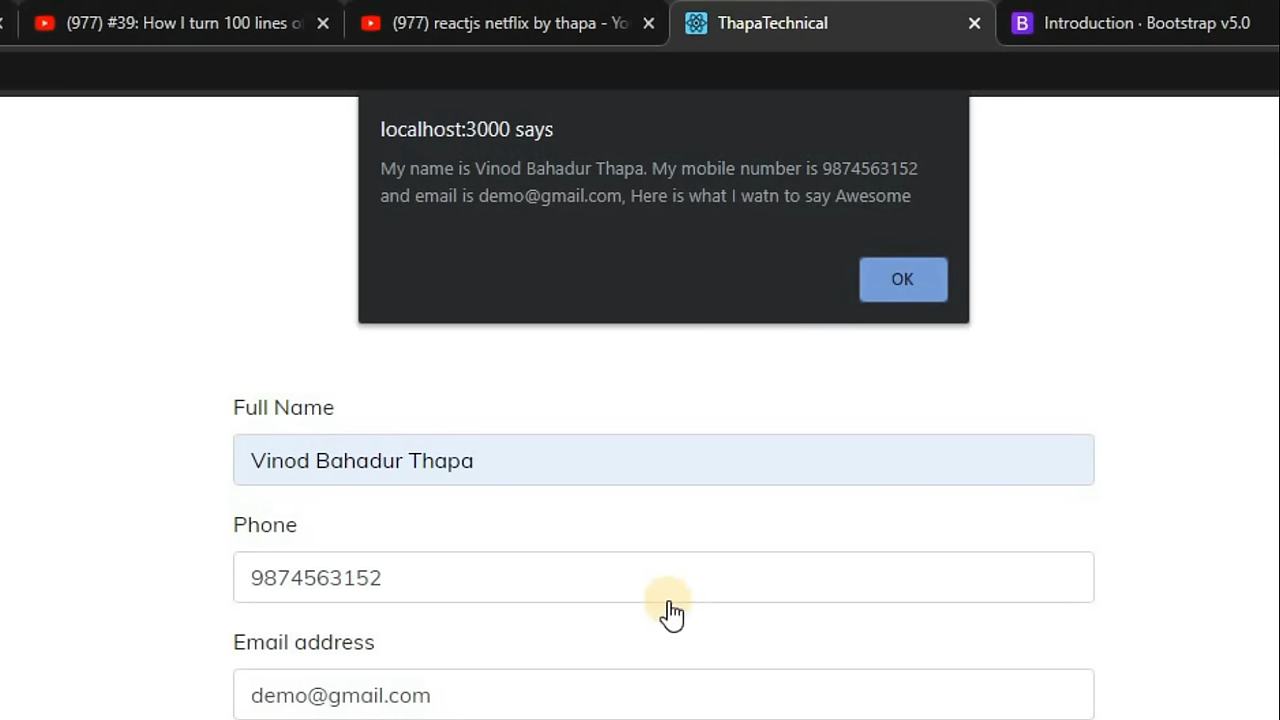 (977) #39: How I turn 100 lines o
(977) reactjs netflix by thapa - Yo
ThapaTechnical
Introduction · Bootstrap v5.0
localhost:3000 says
My name is Vinod Bahadur Thapa. My mobile number is 9874563152
and email is demo@gmail.com, Here is what I watn to say Awesome
OK
Full Name
Vinod Bahadur Thapa
Phone
9874563152
Email address
demo@gmail.com